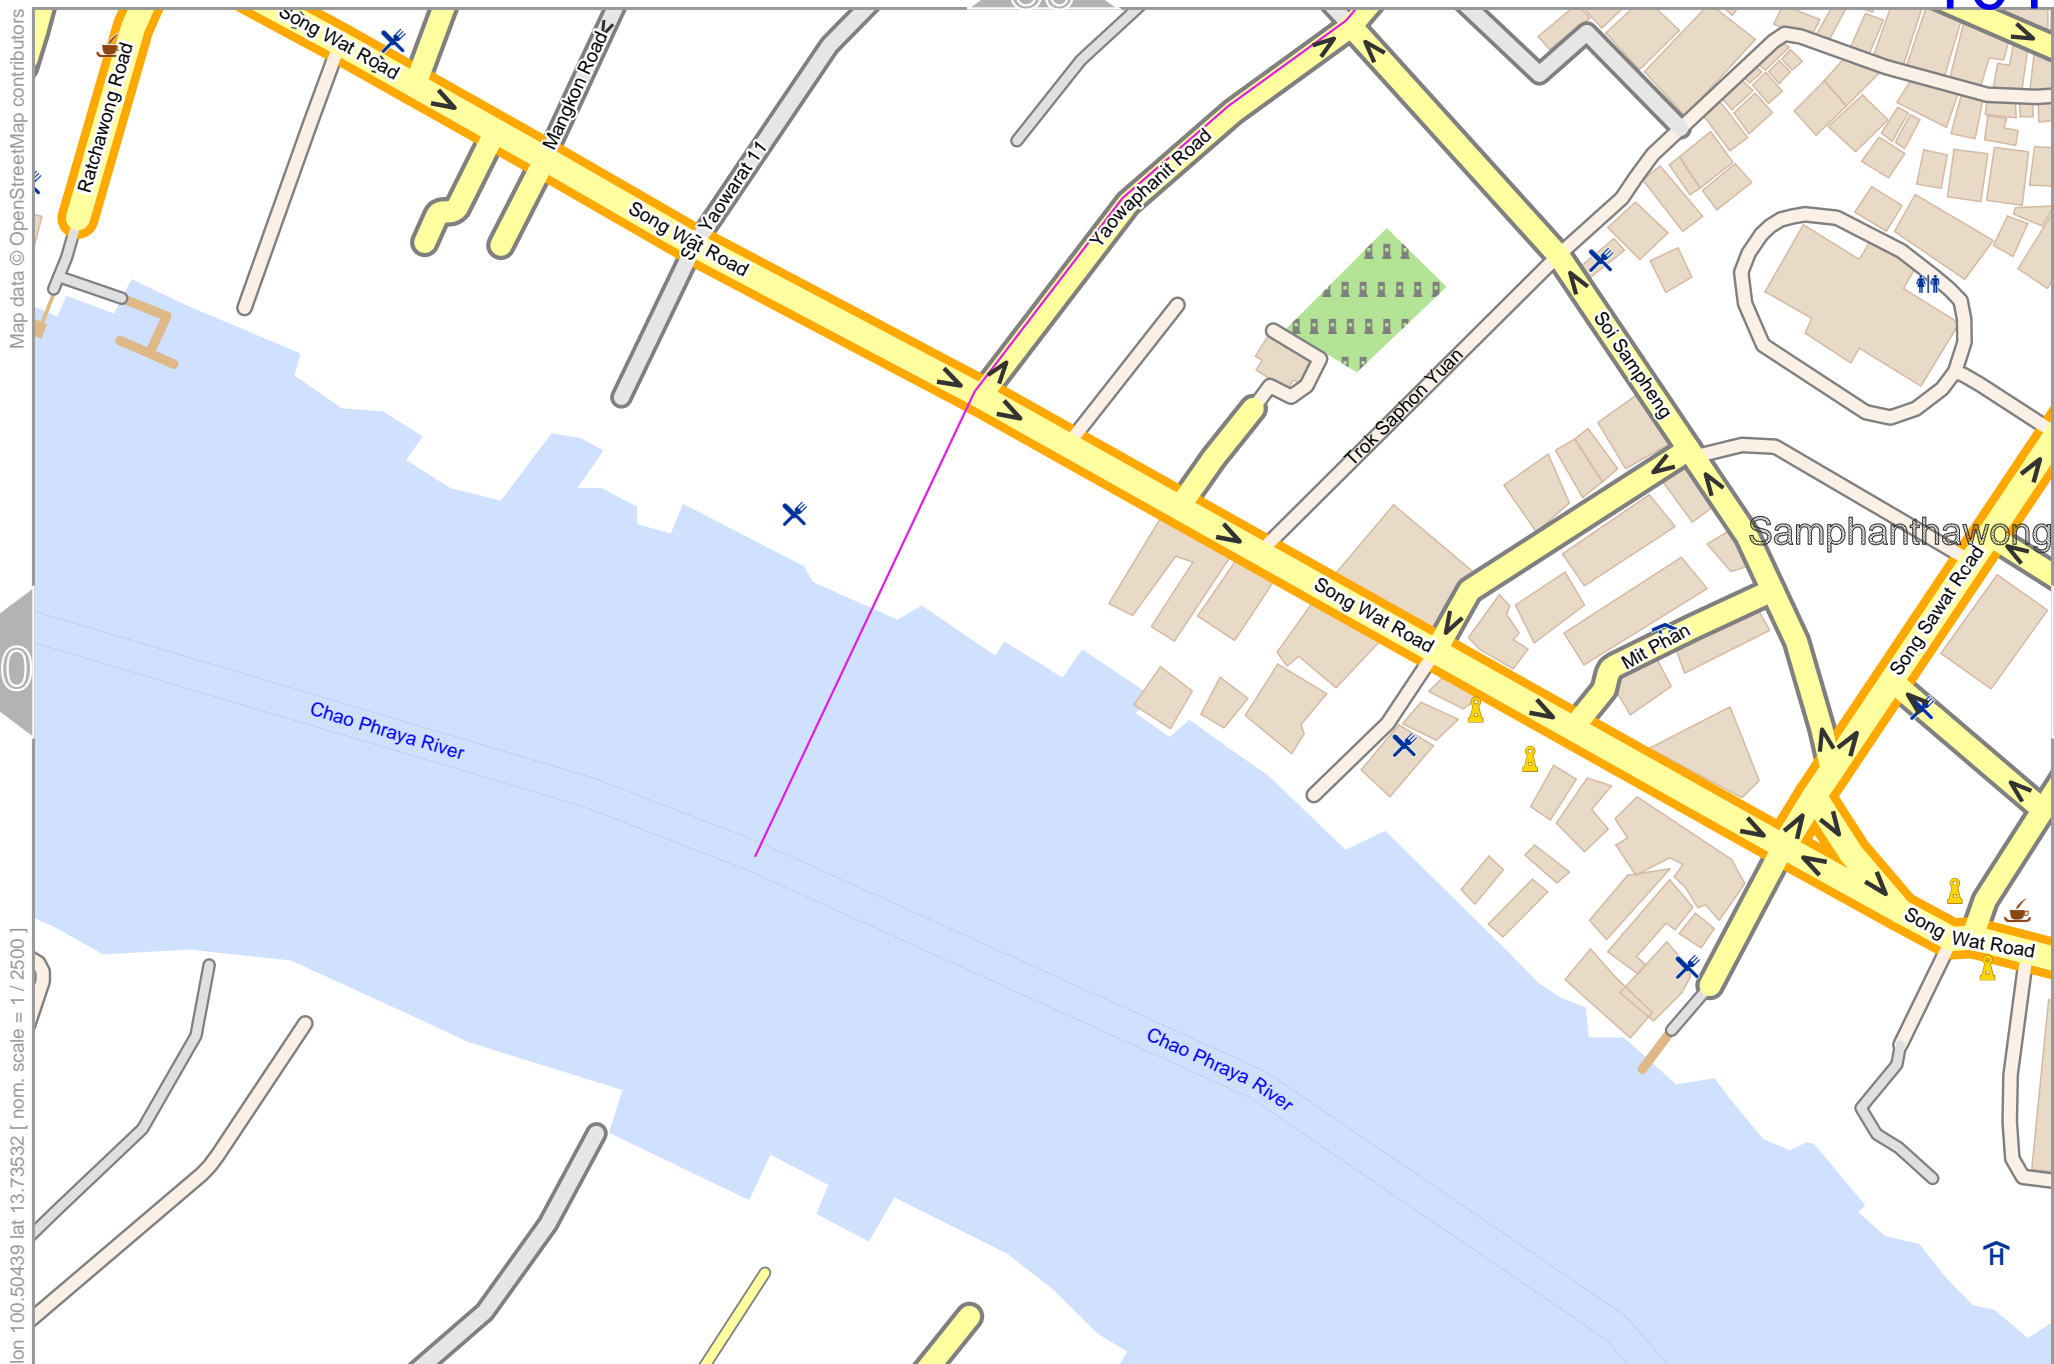 Song Wat Road
Ratchawong Road
Mangkon Road
Yaowarat 11
Song Wat Road
Yaowaphanit Road
Trok Saphon Yuan
Soi Sampheng
Samphanthawong
Song Wat Road
Mit Phan
Song Sawat Road
Chao Phraya River
Song Wat Road
Chao Phraya River
H
0
Map data © OpenStreetMap contributors
lon 100.50439 lat 13.73532 [ nom. scale = 1 / 2500 ]